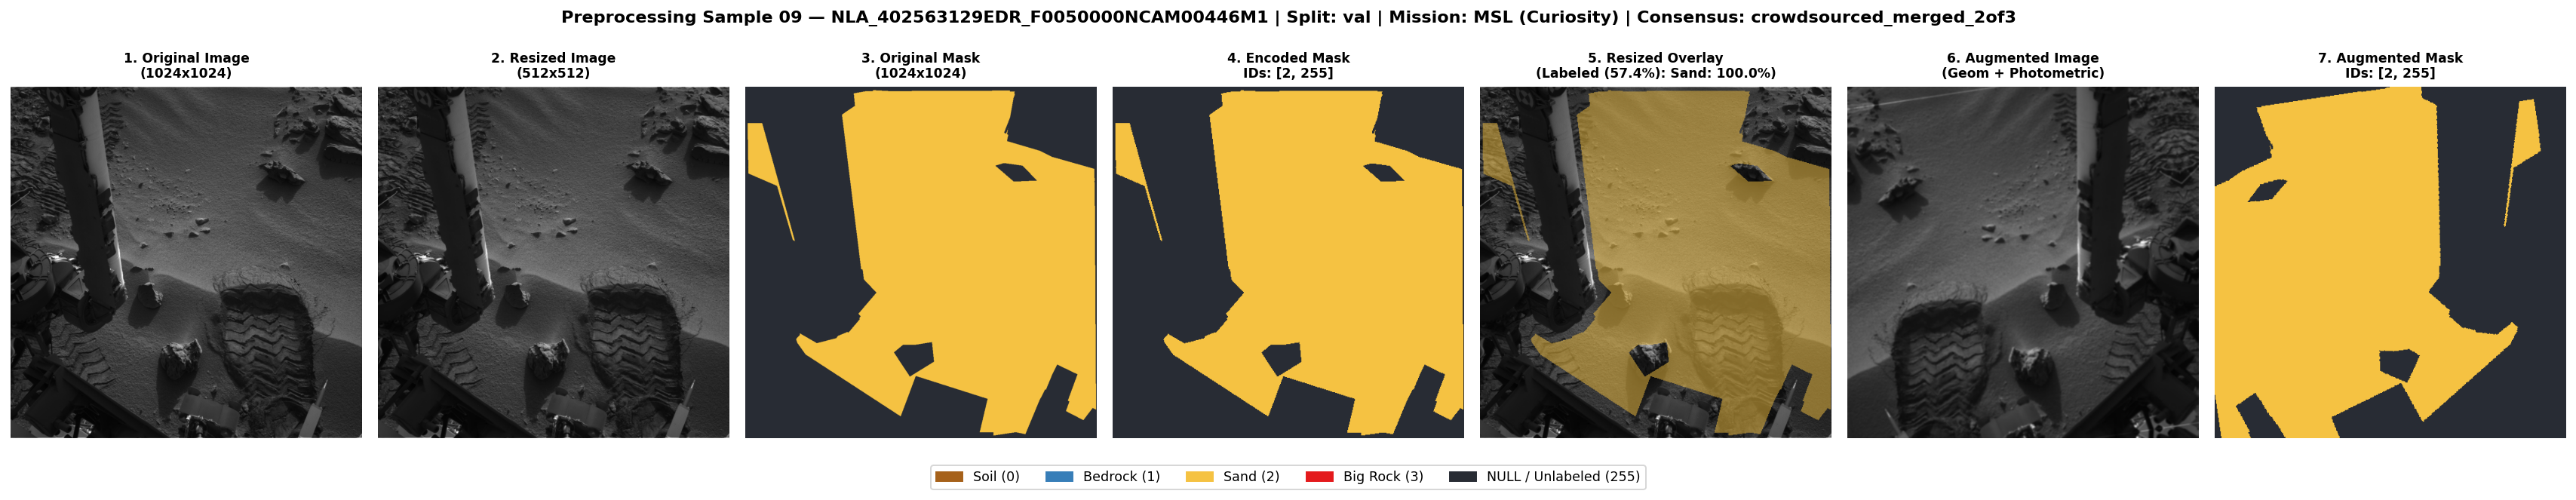 Preprocessing Sample 09 — NLA_402563129EDR_F0050000NCAM00446M1 | Split: val | Mission: MSL (Curiosity) | Consensus: crowdsourced_merged_2of3
1. Original Image
(1024x1024)
2. Resized Image
(512x512)
3. Original Mask
(1024x1024)
4. Encoded Mask
IDs: [2, 255]
5. Resized Overlay
(Labeled (57.4%): Sand: 100.0%)
6. Augmented Image
(Geom + Photometric)
7. Augmented Mask
IDs: [2, 255]
Soil (0)
Bedrock (1)
Sand (2)
Big Rock (3)
NULL / Unlabeled (255)